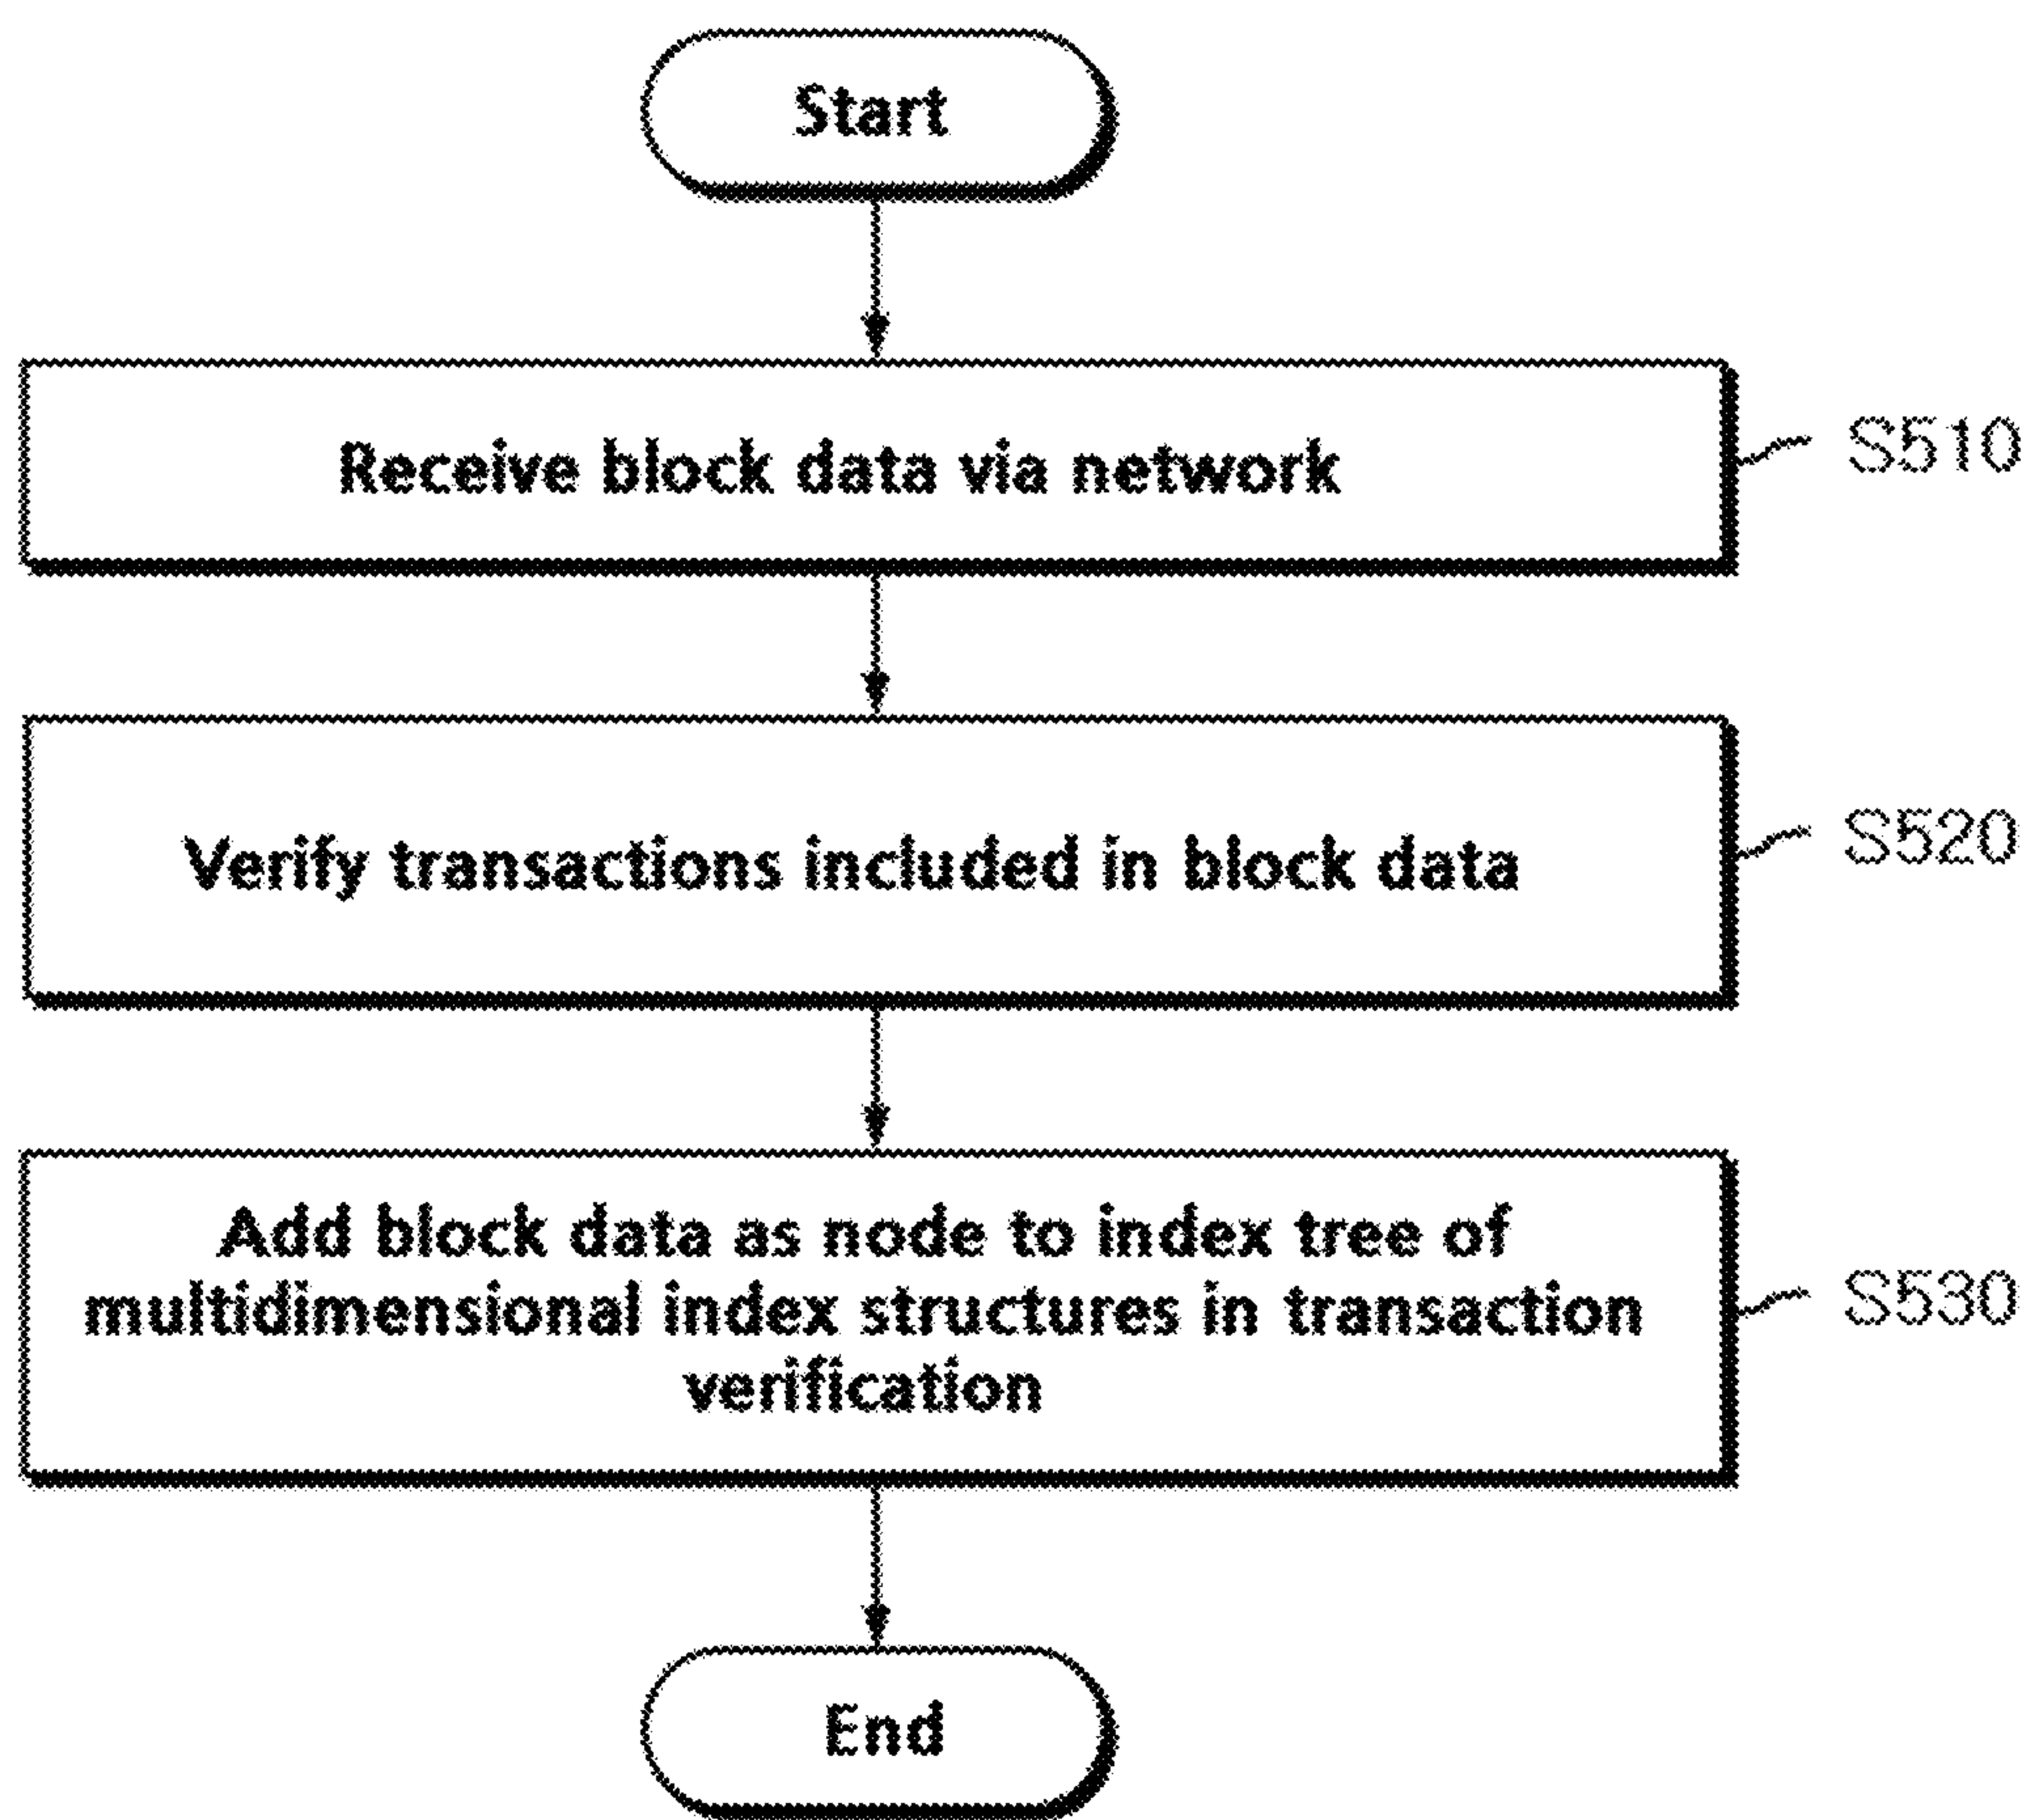 Start
Receive block data via network
S510
Verify transactions included in block data
S520
Add block data as node to index tree of
multidimensional index structures in transaction
verification
S530
End